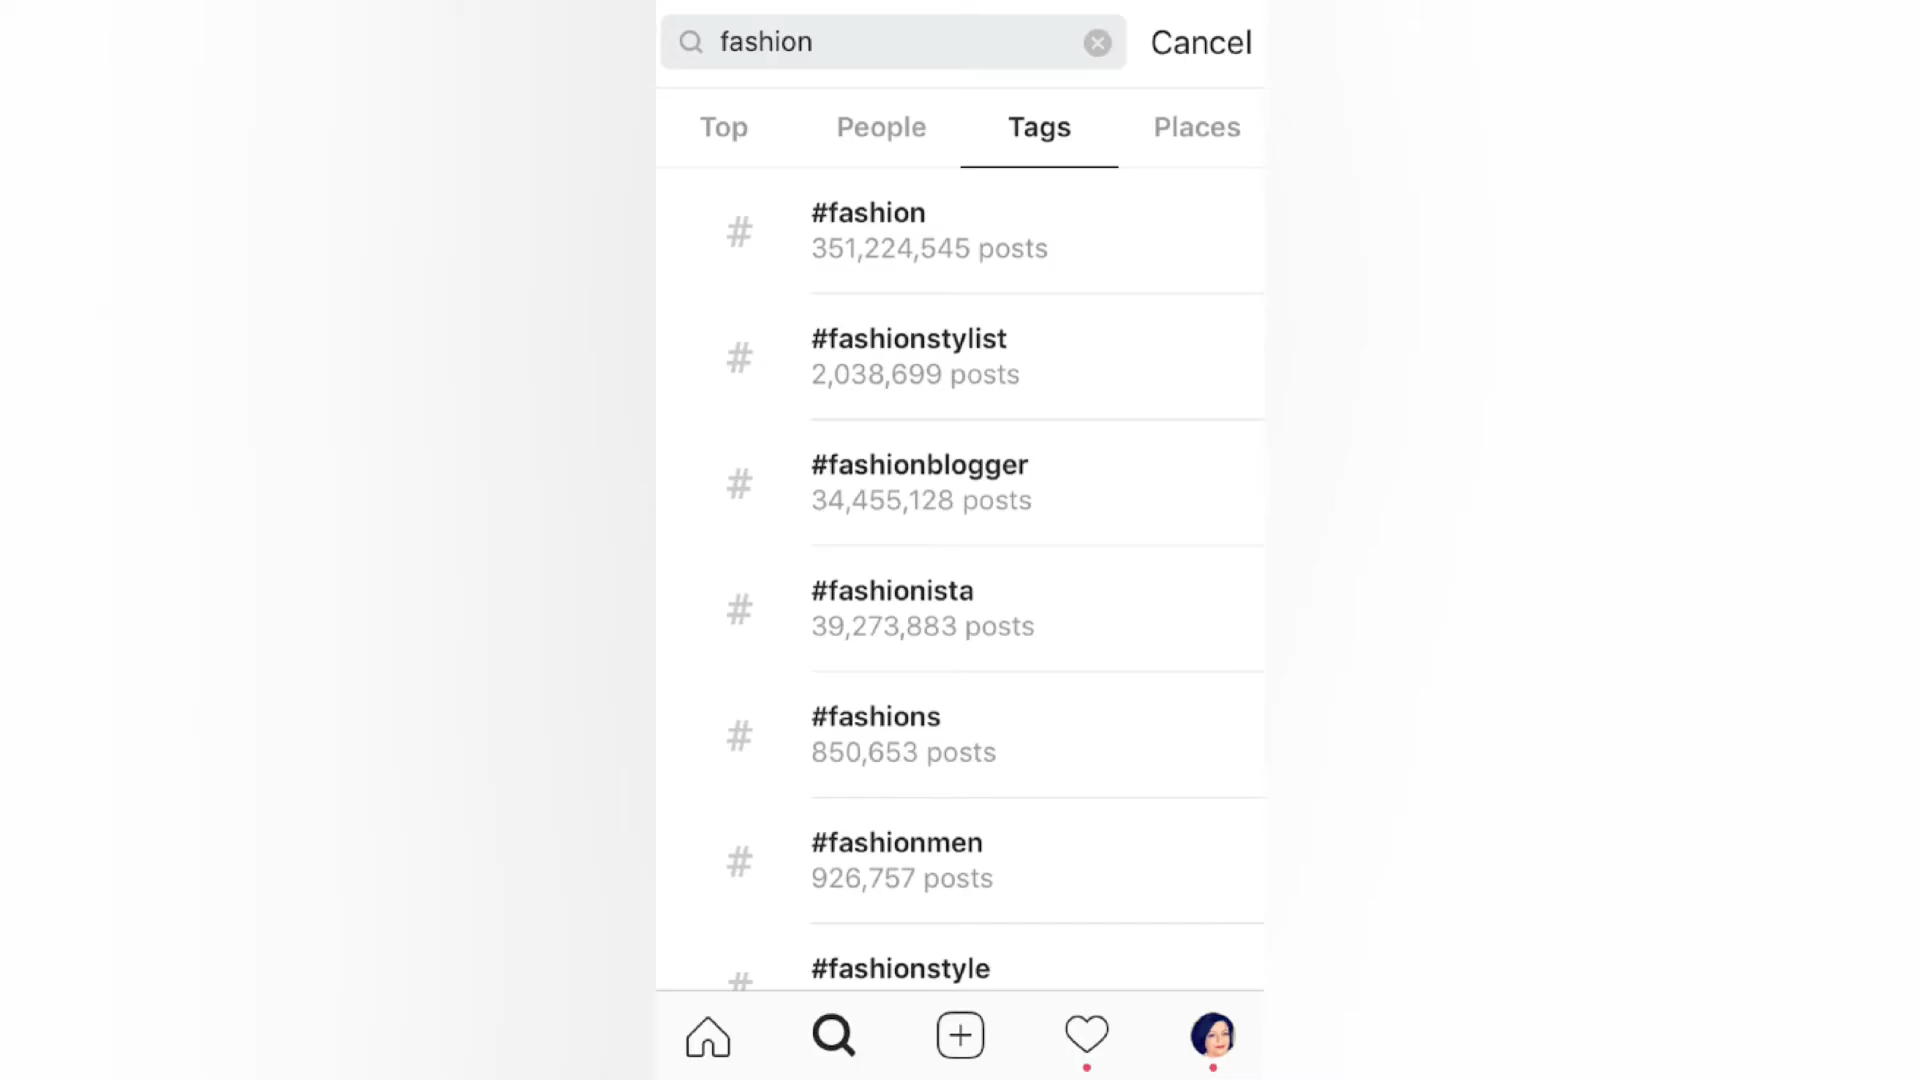 fashion
Cancel
Top
People
Tags
Places
#
#fashion
351,224,545 posts
#
#fashionstylist
2,038,699 posts
#
#fashionblogger
34,455,128 posts
#
#fashionista
39,273,883 posts
#
#fashions
850,653 posts
#
#fashionmen
926,757 posts
#
#fashionstyle